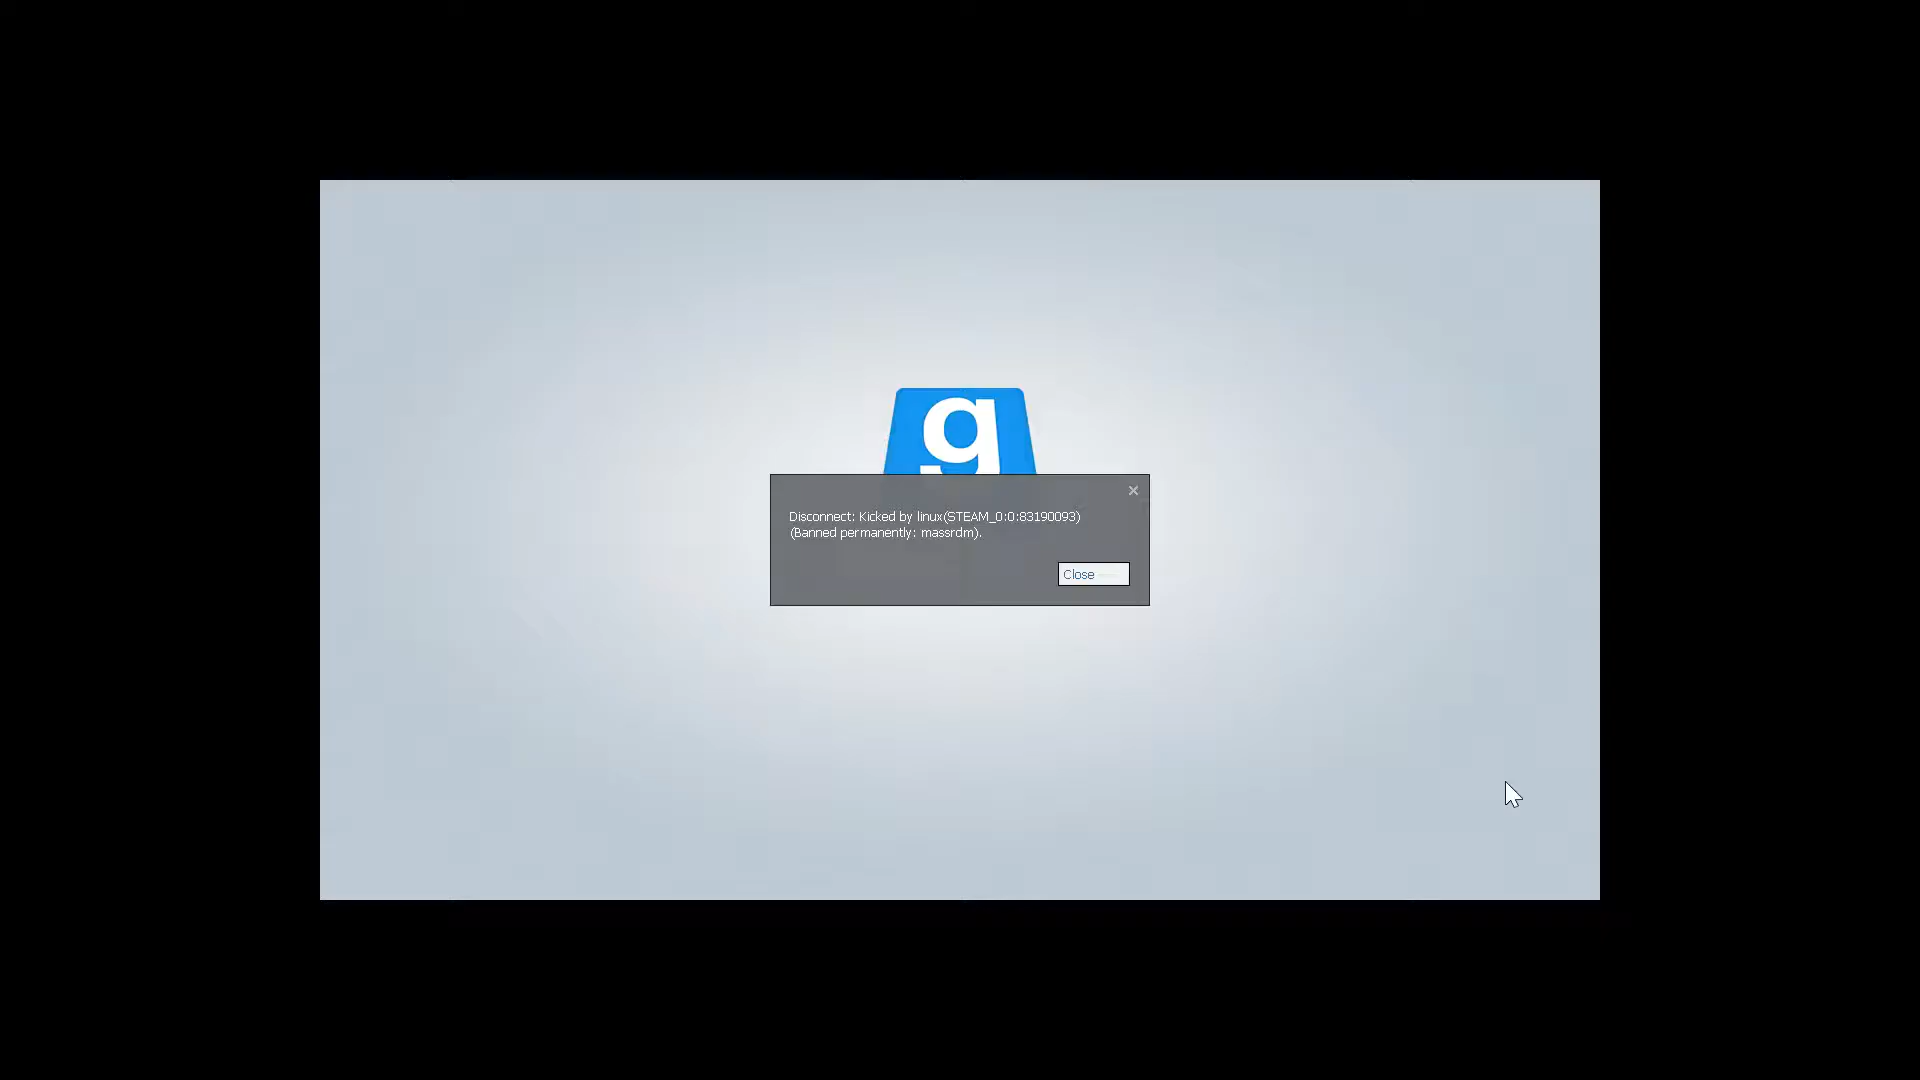 g
Disconnect: Kicked by linux(STEAM_0:0:83190093)
(Banned permanently: massrdm).
Close